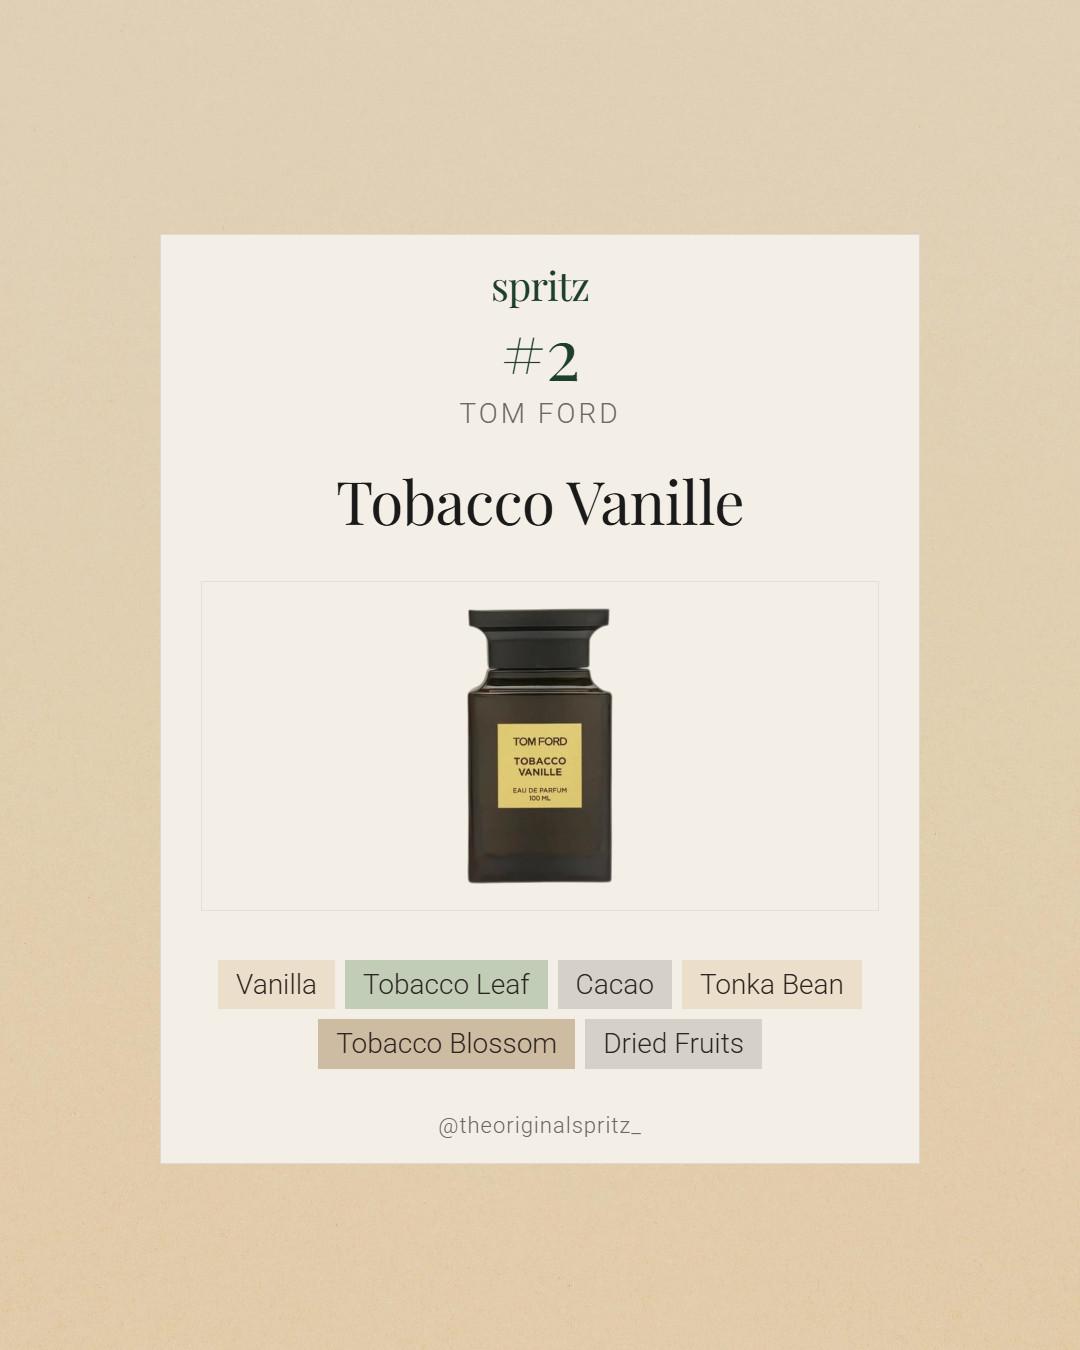 spritz
#2
TOM FORD
Tobacco Vanille
TOM FORD
TOBACCO
VANILLE
EAU DE PARFUM
100 ML
Vanilla Tobacco Leaf Cacao Tonka Bean
Tobacco Blossom Dried Fruits
@theoriginalspritz_